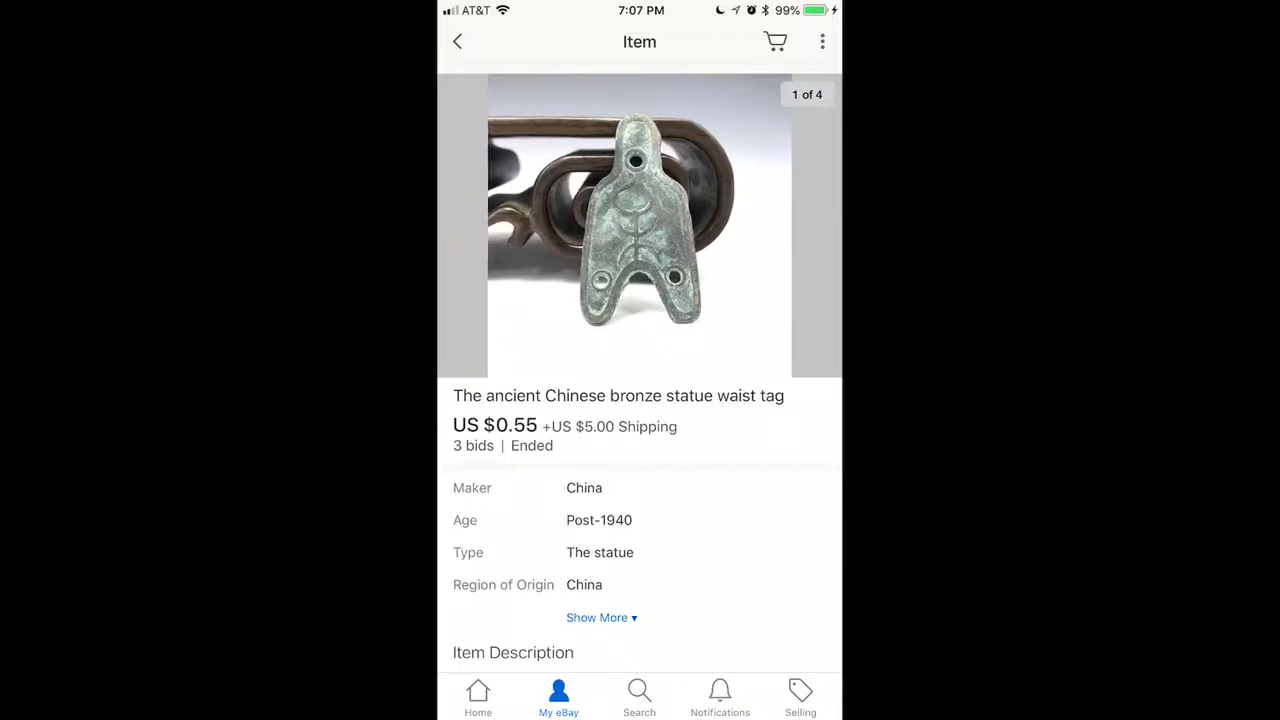 AT&T 7:07 PM 99%
Item
1 of 4
The ancient Chinese bronze statue waist tag
US $0.55 +US $5.00 Shipping
3 bids | Ended
Maker China
Age Post-1940
Type The statue
Region of Origin China
Show More ▾
Item Description
Home My eBay Search Notifications Selling